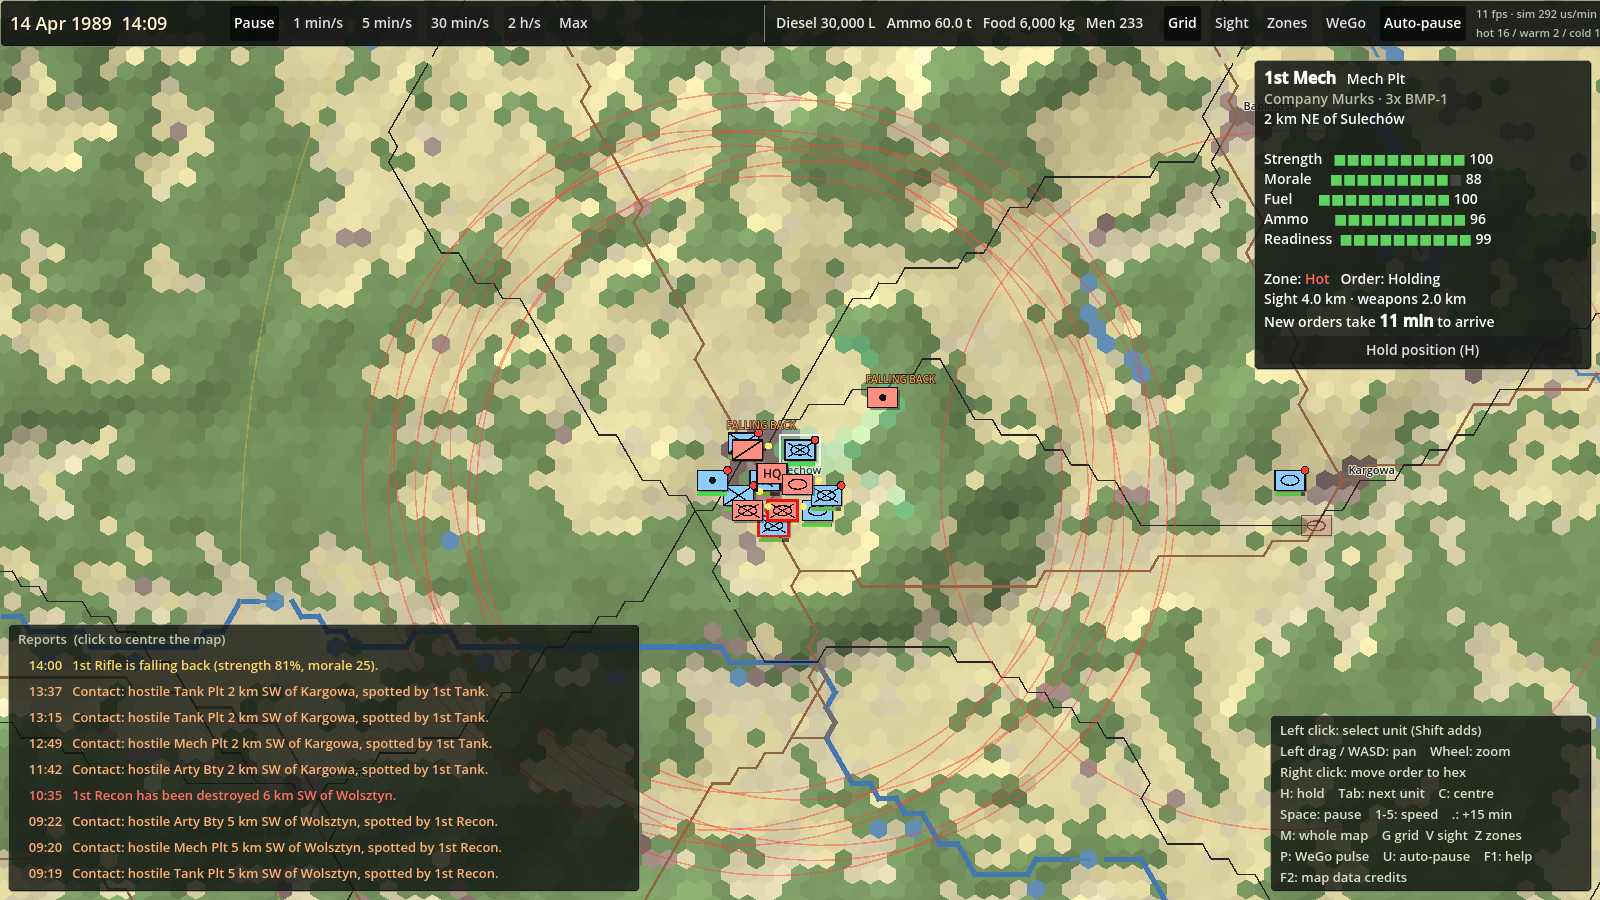 14 Apr 1989 14:09
Pause 1 min/s 5 min/s 30 min/s 2 h/s Max
Diesel 30,000 L Ammo 60.0 t Food 6,000 kg Men 233
Grid Sight Zones WeGo Auto-pause
11 fps · sim 292 us/min
hot 16 / warm 2 / cold 1
1st Mech Mech Plt
Company Murks · 3x BMP-1
2 km NE of Sulechów
Strength 100
Morale 88
Fuel 100
Ammo 96
Readiness 99
Zone: Hot Order: Holding
Sight 4.0 km · weapons 2.0 km
New orders take 11 min to arrive
Hold position (H)
FALLING BACK
FALLING BACK
HQ
echow
Kargowa
Reports (click to centre the map)
14:00 1st Rifle is falling back (strength 81%, morale 25).
13:37 Contact: hostile Tank Plt 2 km SW of Kargowa, spotted by 1st Tank.
13:15 Contact: hostile Tank Plt 2 km SW of Kargowa, spotted by 1st Tank.
12:49 Contact: hostile Mech Plt 2 km SW of Kargowa, spotted by 1st Tank.
11:42 Contact: hostile Arty Bty 2 km SW of Kargowa, spotted by 1st Tank.
10:35 1st Recon has been destroyed 6 km SW of Wolsztyn.
09:22 Contact: hostile Arty Bty 5 km SW of Wolsztyn, spotted by 1st Recon.
09:20 Contact: hostile Mech Plt 5 km SW of Wolsztyn, spotted by 1st Recon.
09:19 Contact: hostile Tank Plt 5 km SW of Wolsztyn, spotted by 1st Recon.
Left click: select unit (Shift adds)
Left drag / WASD: pan Wheel: zoom
Right click: move order to hex
H: hold Tab: next unit C: centre
Space: pause 1-5: speed .: +15 min
M: whole map G grid V sight Z zones
P: WeGo pulse U: auto-pause F1: help
F2: map data credits